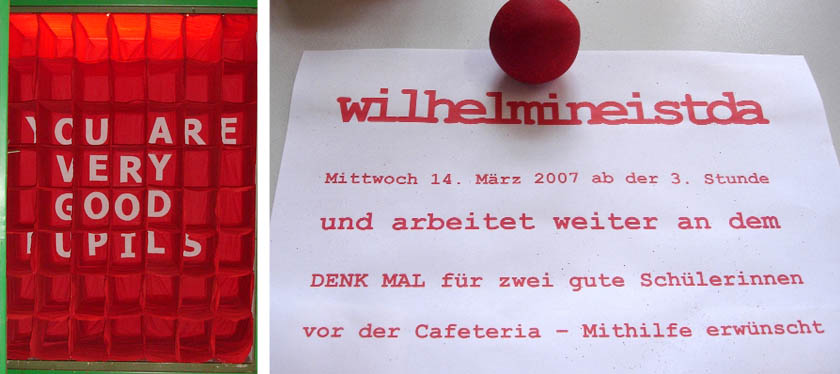 YOU ARE
VERY
GOOD
PUPILS
wilhelmineistda
Mittwoch 14. März 2007 ab der 3. Stunde
und arbeitet weiter an dem
DENK MAL für zwei gute Schülerinnen
vor der Cafeteria – Mithilfe erwünscht